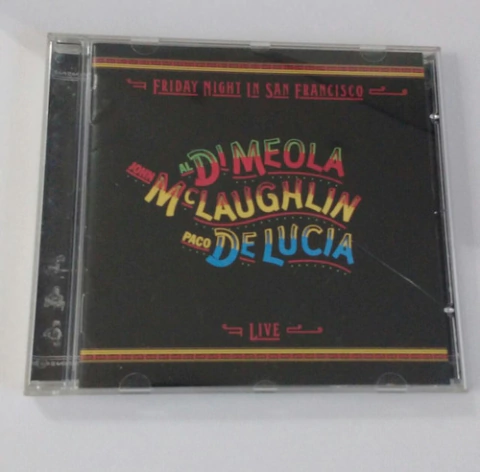 FRIDAY NIGHT IN SAN FRANCISCO
AL DI MEOLA
JOHN McLAUGHLIN
PACO DE LUCIA
LIVE